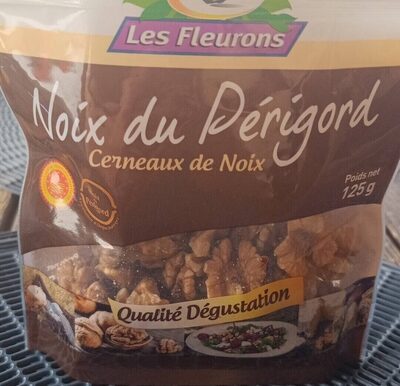 Les Fleurons
Noix du Périgord
Cerneaux de Noix
Poids net
125g
Qualité Dégustation